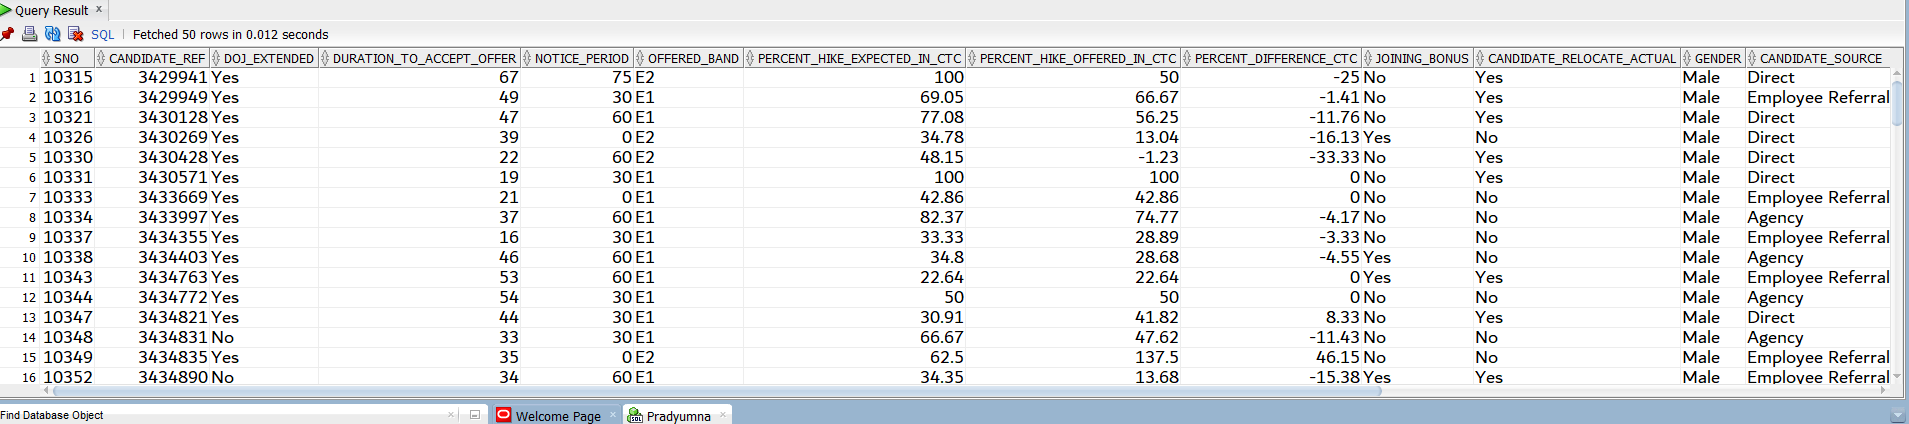 Query Result x
SQL | Fetched 50 rows in 0.012 seconds
SNO CANDIDATE_REF DOJ_EXTENDED DURATION_TO_ACCEPT_OFFER NOTICE_PERIOD OFFERED_BAND PERCENT_HIKE_EXPECTED_IN_CTC PERCENT_HIKE_OFFERED_IN_CTC PERCENT_DIFFERENCE_CTC JOINING_BONUS CANDIDATE_RELOCATE_ACTUAL GENDER CANDIDATE_SOURCE
1 10315 3429941 Yes 67 75 E2 100 50 -25 No Yes Male Direct
2 10316 3429949 Yes 49 30 E1 69.05 66.67 -1.41 No Yes Male Employee Referral
3 10321 3430128 Yes 47 60 E1 77.08 56.25 -11.76 No Yes Male Direct
4 10326 3430269 Yes 39 0 E2 34.78 13.04 -16.13 Yes No Male Direct
5 10330 3430428 Yes 22 60 E2 48.15 -1.23 -33.33 No Yes Male Direct
6 10331 3430571 Yes 19 30 E1 100 100 0 No Yes Male Direct
7 10333 3433669 Yes 21 0 E1 42.86 42.86 0 No No Male Employee Referral
8 10334 3433997 Yes 37 60 E1 82.37 74.77 -4.17 No No Male Agency
9 10337 3434355 Yes 16 30 E1 33.33 28.89 -3.33 No No Male Employee Referral
10 10338 3434403 Yes 46 60 E1 34.8 28.68 -4.55 Yes No Male Agency
11 10343 3434763 Yes 53 60 E1 22.64 22.64 0 Yes Yes Male Employee Referral
12 10344 3434772 Yes 54 30 E1 50 50 0 No No Male Agency
13 10347 3434821 Yes 44 30 E1 30.91 41.82 8.33 No Yes Male Direct
14 10348 3434831 No 33 30 E1 66.67 47.62 -11.43 No No Male Agency
15 10349 3434835 Yes 35 0 E2 62.5 137.5 46.15 No No Male Employee Referral
16 10352 3434890 No 34 60 E1 34.35 13.68 -15.38 Yes Yes Male Employee Referral
Find Database Object x Welcome Page x Pradyumna x